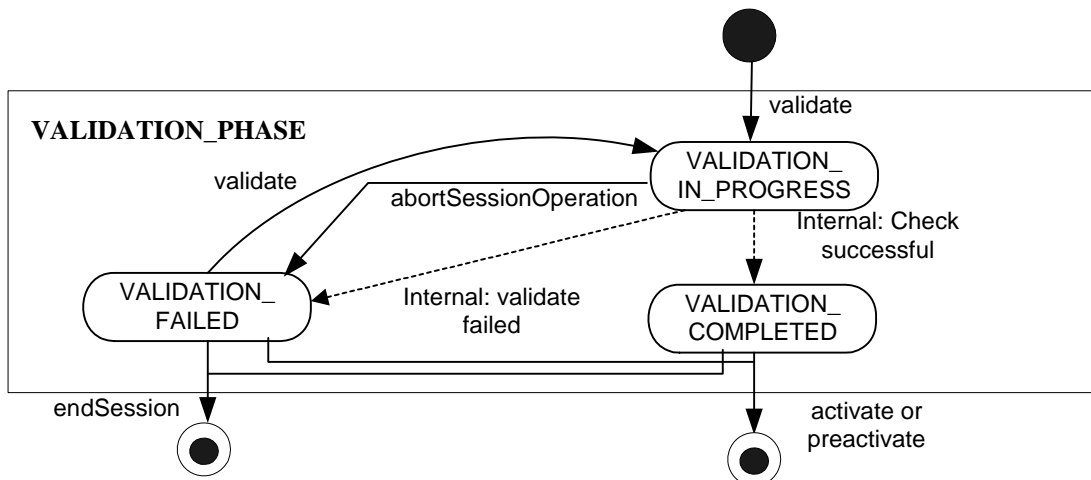 validate
VALIDATION_PHASE
VALIDATION_
IN_PROGRESS
validate
abortSessionOperation
Internal: Check
successful
VALIDATION_
FAILED
Internal: validate
failed
VALIDATION_
COMPLETED
endSession
activate or
preactivate